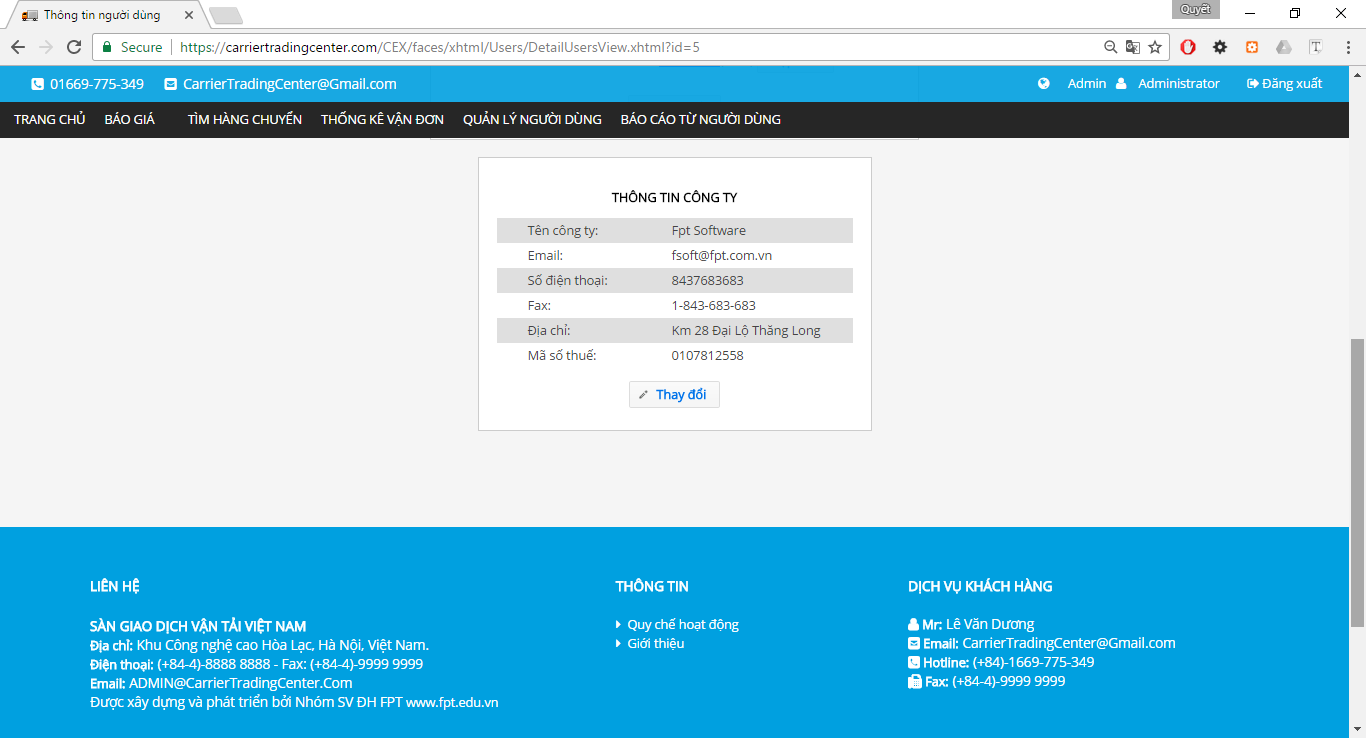 Thông tin người dùng
Quyết
Secure | https://carriertradingcenter.com/CEX/faces/xhtml/Users/DetailUsersView.xhtml?id=5
01669-775-349 CarrierTradingCenter@Gmail.com Admin Administrator Đăng xuất
TRANG CHỦ BÁO GIÁ TÌM HÀNG CHUYỂN THỐNG KÊ VẬN ĐƠN QUẢN LÝ NGƯỜI DÙNG BÁO CÁO TỪ NGƯỜI DÙNG
THÔNG TIN CÔNG TY
Tên công ty: Fpt Software
Email: fsoft@fpt.com.vn
Số điện thoại: 8437683683
Fax: 1-843-683-683
Địa chỉ: Km 28 Đại Lộ Thăng Long
Mã số thuế: 0107812558
Thay đổi
LIÊN HỆ
SÀN GIAO DỊCH VẬN TẢI VIỆT NAM
Địa chỉ: Khu Công nghệ cao Hòa Lạc, Hà Nội, Việt Nam.
Điện thoại: (+84-4)-8888 8888 - Fax: (+84-4)-9999 9999
Email: ADMIN@CarrierTradingCenter.Com
Được xây dựng và phát triển bởi Nhóm SV ĐH FPT www.fpt.edu.vn
THÔNG TIN
Quy chế hoạt động
Giới thiệu
DỊCH VỤ KHÁCH HÀNG
Mr: Lê Văn Dương
Email: CarrierTradingCenter@Gmail.com
Hotline: (+84)-1669-775-349
Fax: (+84-4)-9999 9999